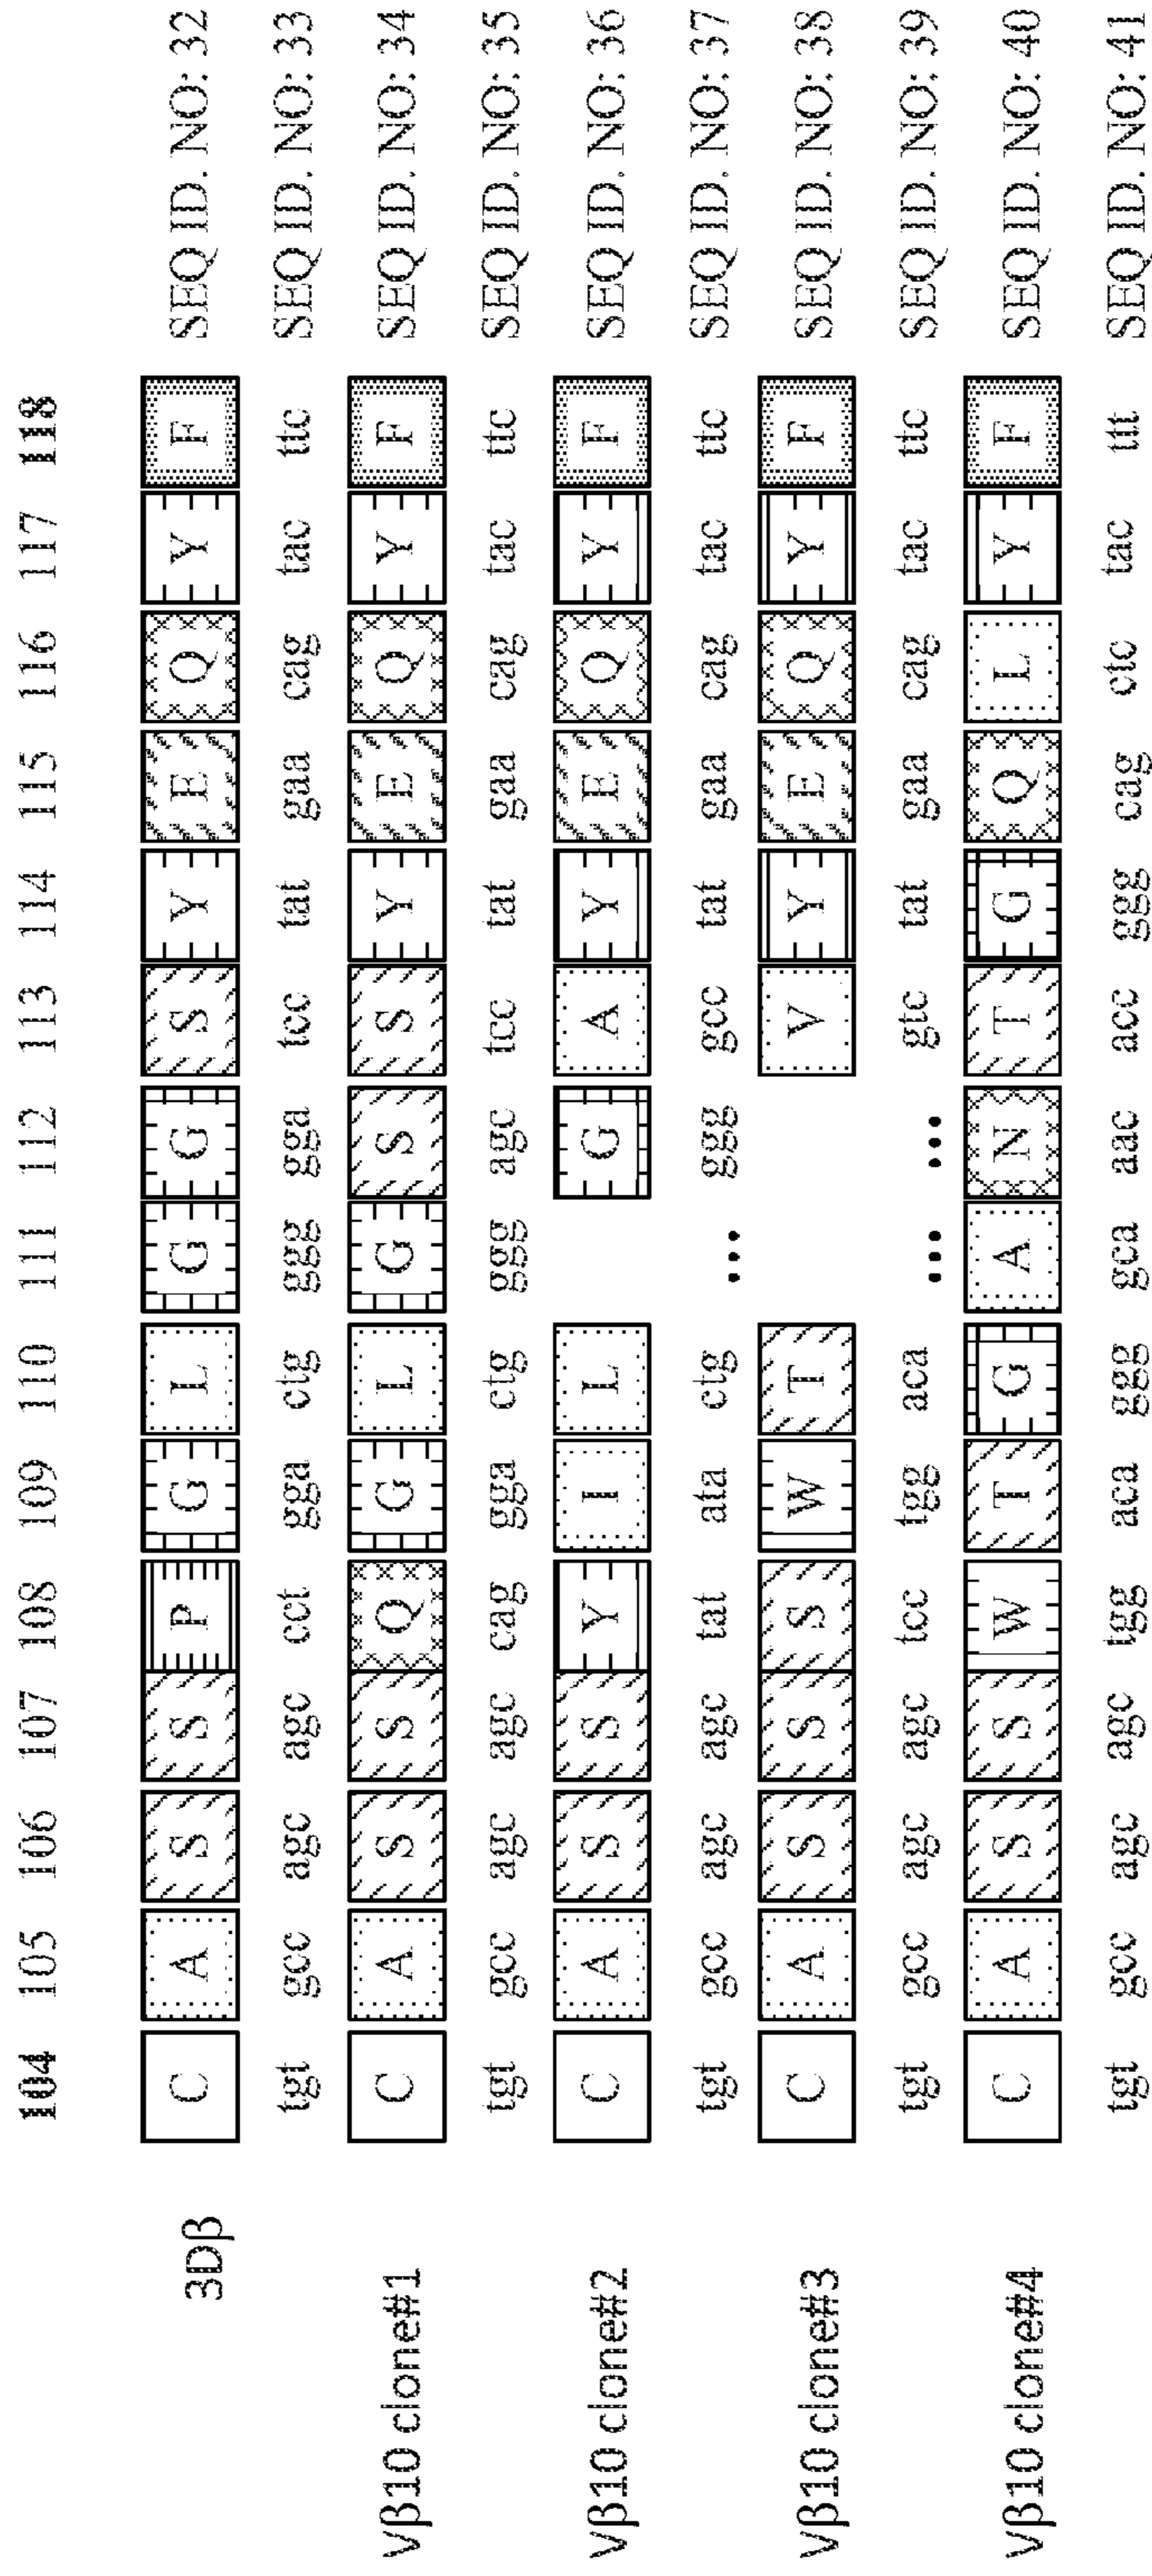 104 105 106 107 108 109 110 111 112 113 114 115 116 117 118
3Dβ C A S S P G L G G S Y E Q Y F SEQ ID. NO: 32
tgt gcc agc agc cct gga ctg ggg gga tcc tat gaa cag tac ttc SEQ ID. NO: 33
Vβ10 clone#1 C A S S Q G L G S S Y E Q Y F SEQ ID. NO: 34
tgt gcc agc agc cag gga ctg ggg agc tcc tat gaa cag tac ttc SEQ ID. NO: 35
Vβ10 clone#2 C A S S Y I L G A Y E Q Y F SEQ ID. NO: 36
tgt gcc agc agc tat ata ctg ... ggg gcc tat gaa cag tac ttc SEQ ID. NO: 37
Vβ10 clone#3 C A S S S W T V Y E Q Y F SEQ ID. NO: 38
tgt gcc agc agc tcc tgg aca ... ... gtc tat gaa cag tac ttc SEQ ID. NO: 39
Vβ10 clone#4 C A S S W T G A N T G Q L Y F SEQ ID. NO: 40
tgt gcc agc agc tgg aca ggg gca aac acc ggg cag ctc tac ttt SEQ ID. NO: 41